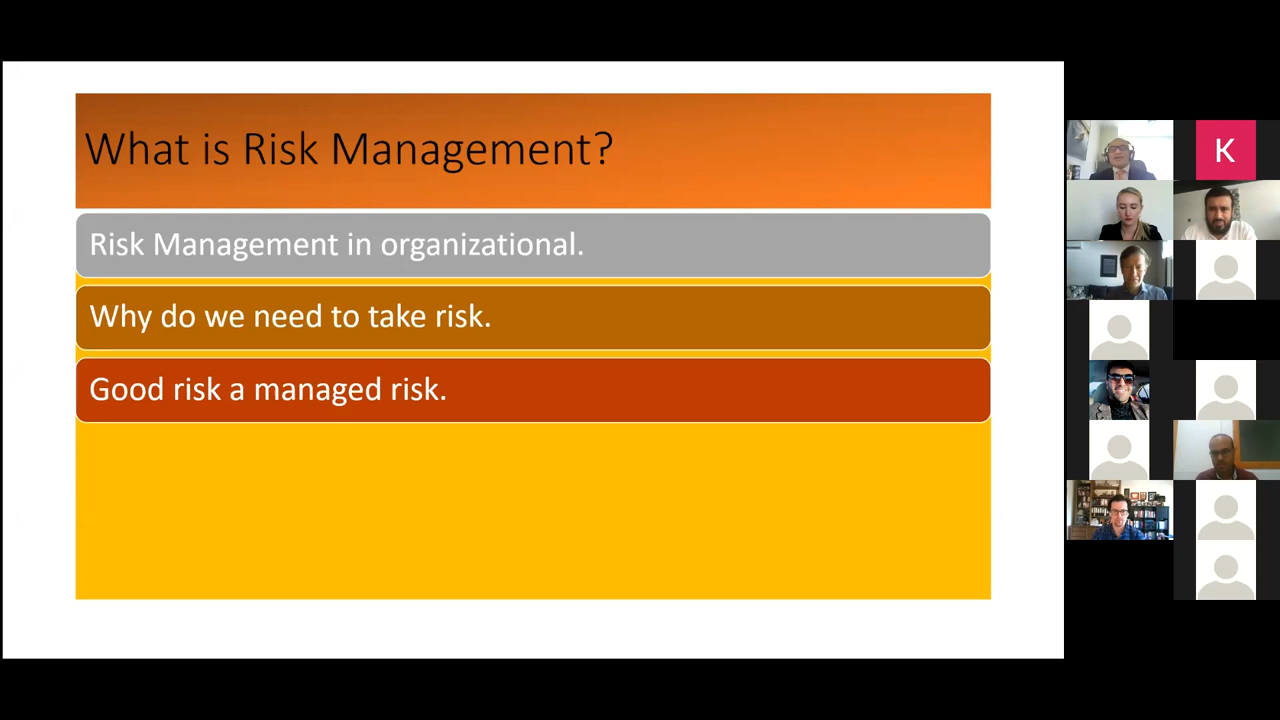 What is Risk Management?
Risk Management in organizational.
Why do we need to take risk.
Good risk a managed risk.
K